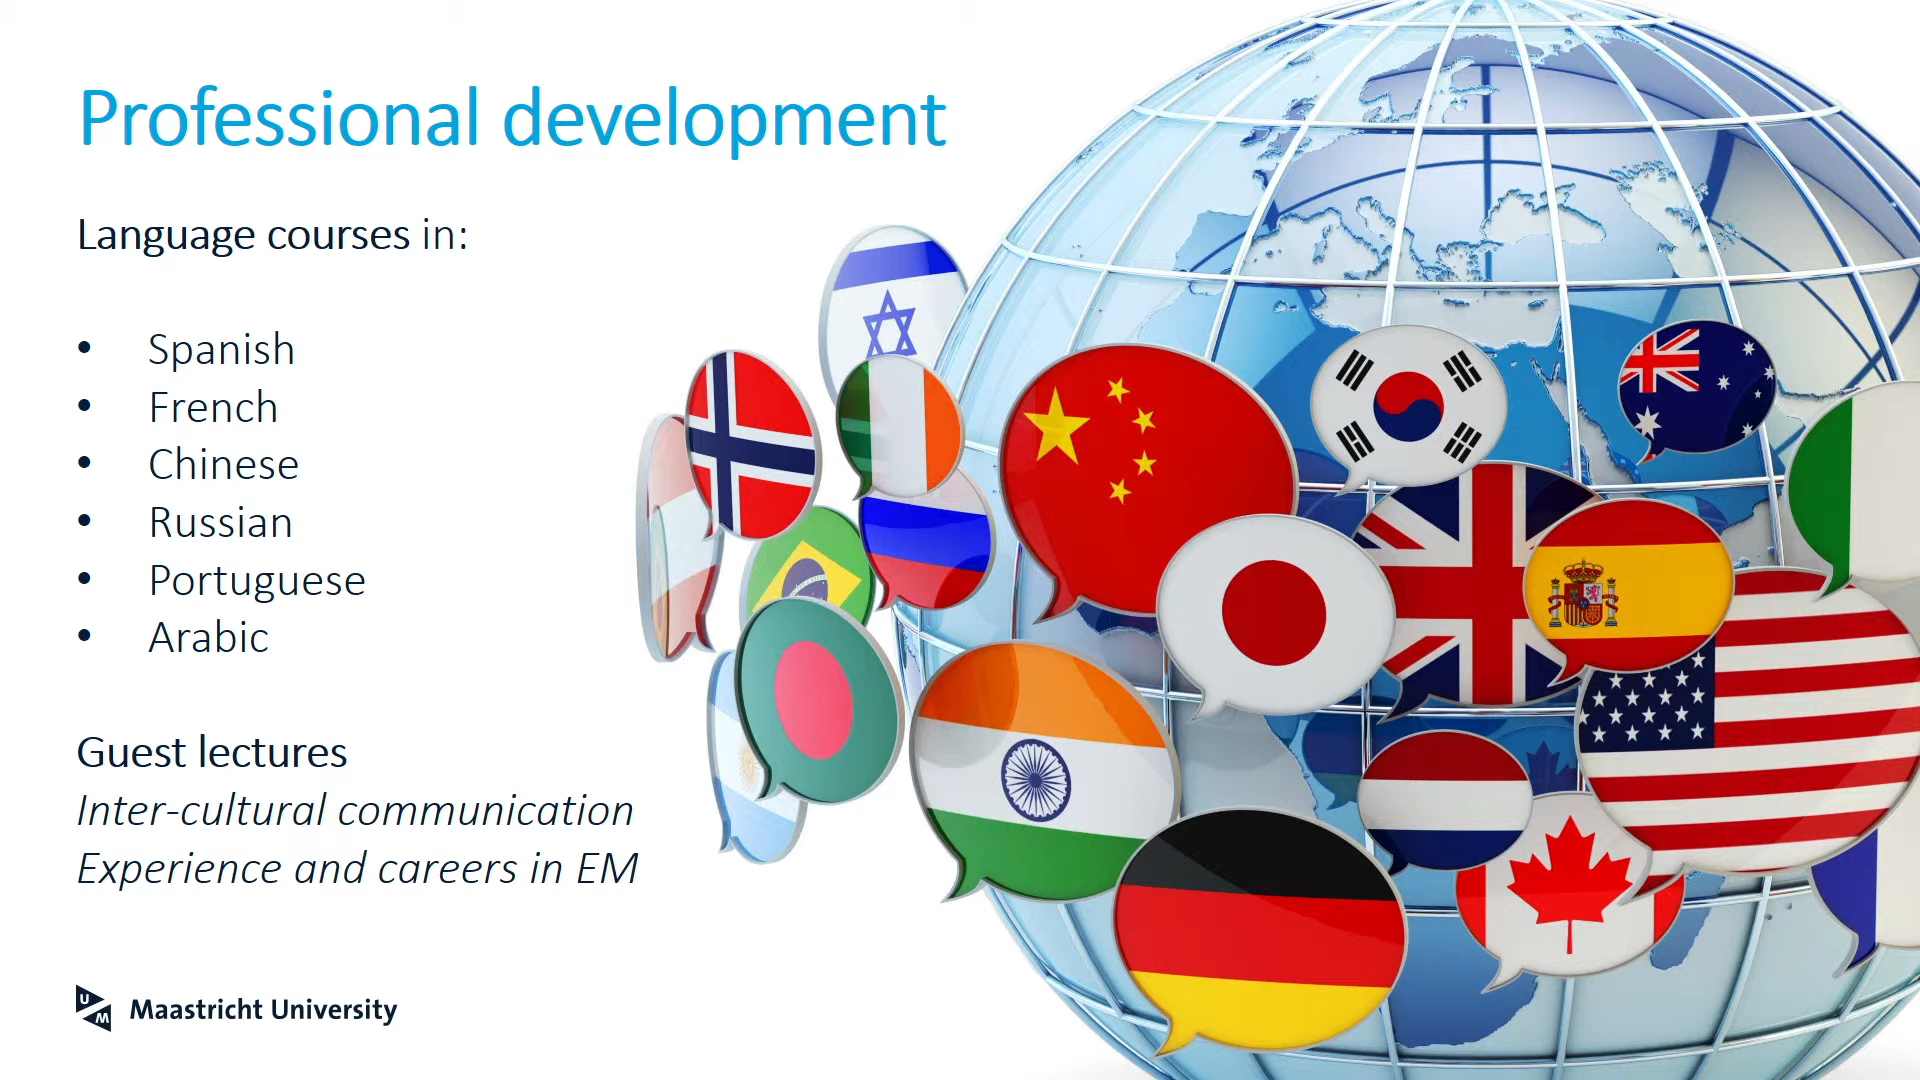 Professional development
Language courses in:
• Spanish
• French
• Chinese
• Russian
• Portuguese
• Arabic
Guest lectures
Inter-cultural communication
Experience and careers in EM
UM Maastricht University